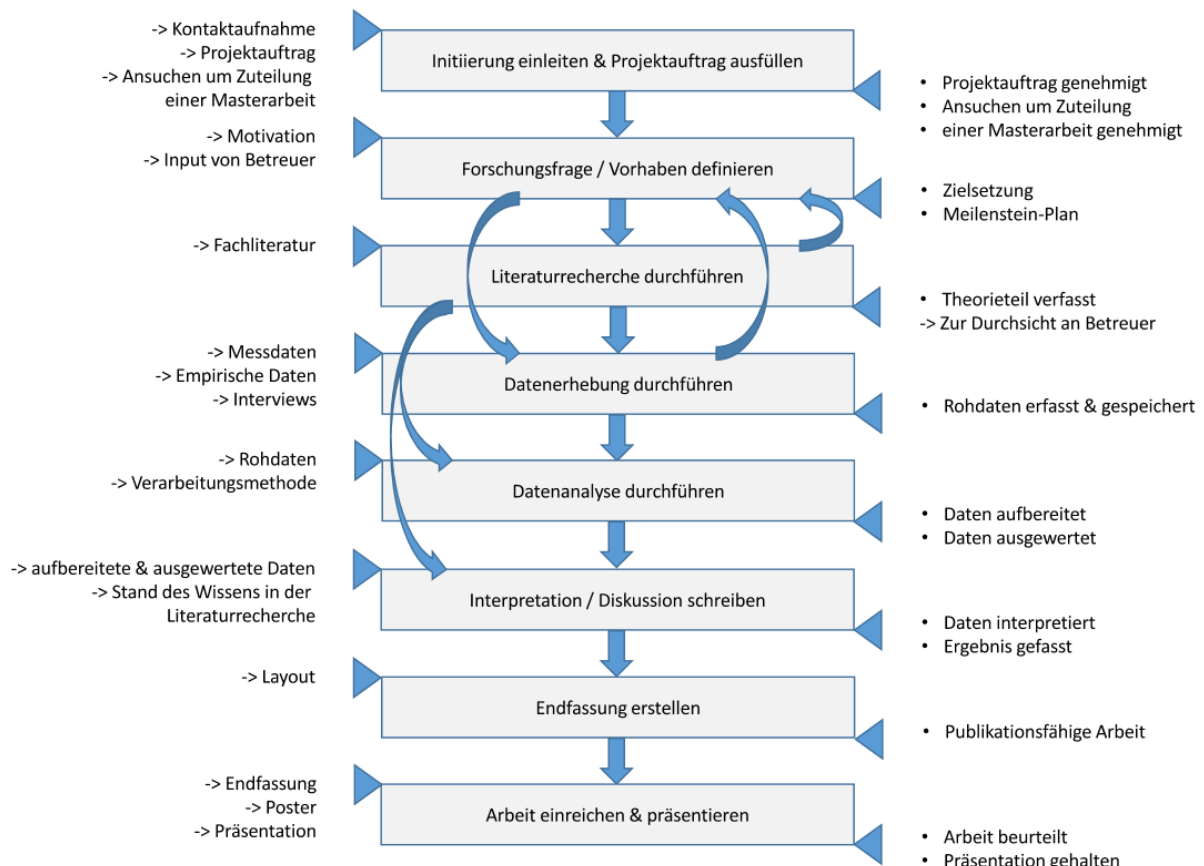 -> Kontaktaufnahme
-> Projektauftrag
-> Ansuchen um Zuteilung
einer Masterarbeit
Initiierung einleiten & Projektauftrag ausfüllen
• Projektauftrag genehmigt
• Ansuchen um Zuteilung
• einer Masterarbeit genehmigt
-> Motivation
-> Input von Betreuer
Forschungsfrage / Vorhaben definieren
• Zielsetzung
• Meilenstein-Plan
-> Fachliteratur
Literaturrecherche durchführen
• Theorieteil verfasst
-> Zur Durchsicht an Betreuer
-> Messdaten
-> Empirische Daten
-> Interviews
Datenerhebung durchführen
• Rohdaten erfasst & gespeichert
-> Rohdaten
-> Verarbeitungsmethode
Datenanalyse durchführen
• Daten aufbereitet
• Daten ausgewertet
-> aufbereitete & ausgewertete Daten
-> Stand des Wissens in der
Literaturrecherche
Interpretation / Diskussion schreiben
• Daten interpretiert
• Ergebnis gefasst
-> Layout
Endfassung erstellen
• Publikationsfähige Arbeit
-> Endfassung
-> Poster
-> Präsentation
Arbeit einreichen & präsentieren
• Arbeit beurteilt
• Präsentation gehalten